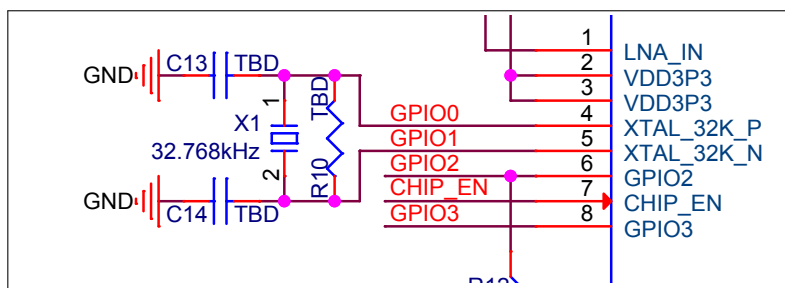 1
LNA_IN
C13 TBD
GND
2
VDD3P3
3
VDD3P3
1
TBD
GPIO0
4
XTAL_32K_P
X1
GPIO1
5
XTAL_32K_N
32.768kHz
GPIO2
6
GPIO2
2
R10
CHIP_EN
7
CHIP_EN
GND
C14 TBD
GPIO3
8
GPIO3